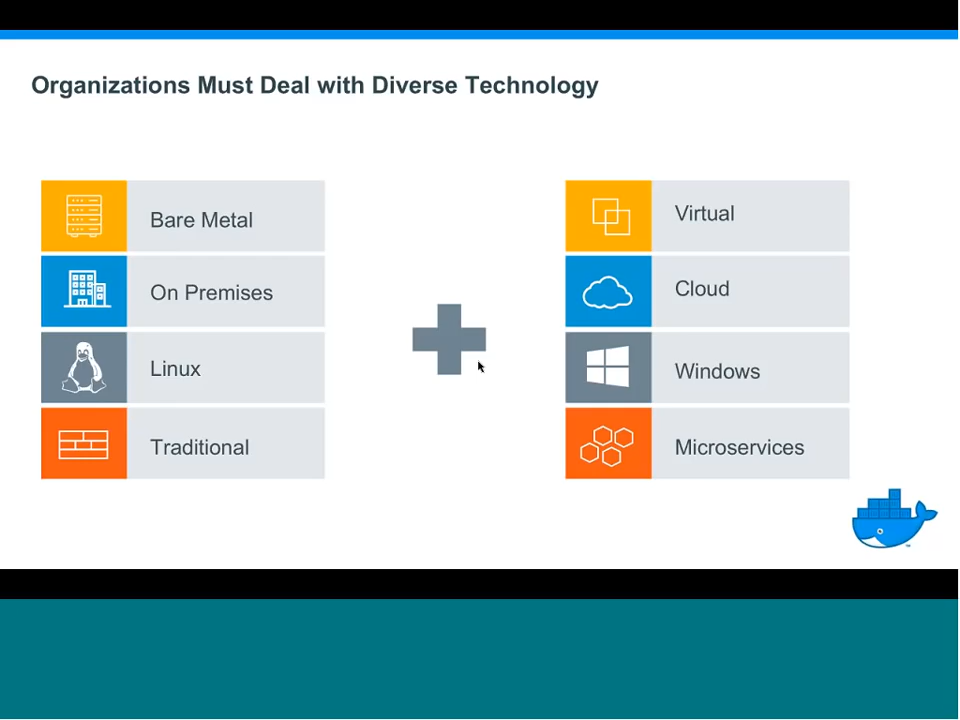 Organizations Must Deal with Diverse Technology
Bare Metal
On Premises
Linux
Traditional
Virtual
Cloud
Windows
Microservices